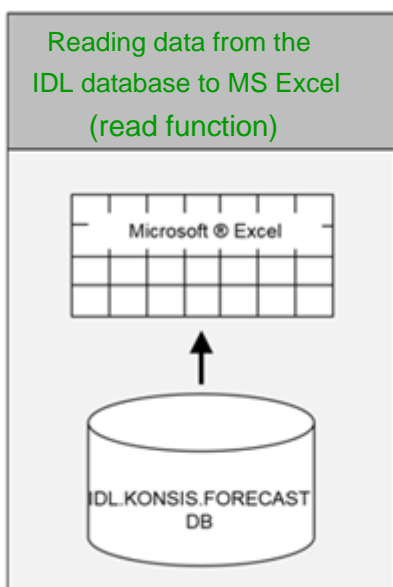 Reading data from the
IDL database to MS Excel
(read function)
Microsoft ® Excel
IDL.KONSIS.FORECAST
DB